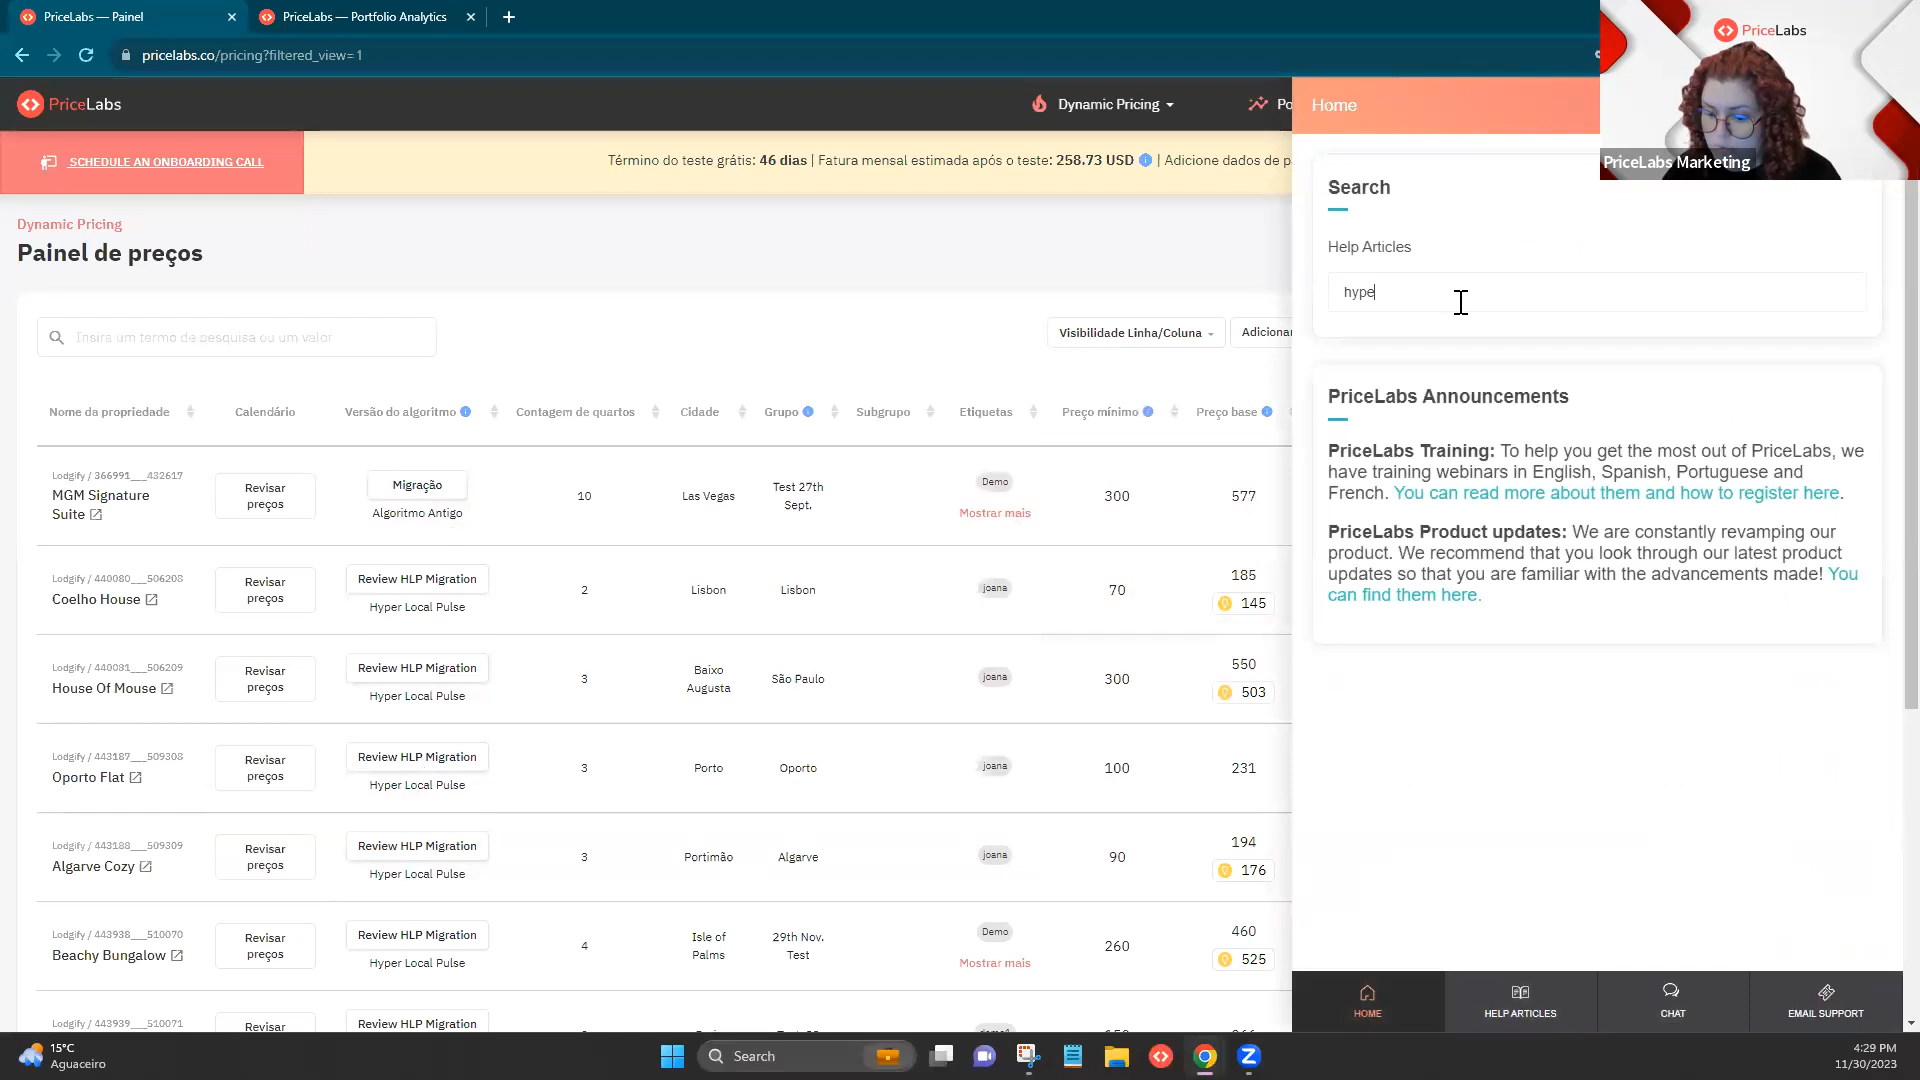 PriceLabs — Painel
PriceLabs — Portfolio Analytics
pricelabs.co/pricing?filtered_view=1
PriceLabs
Dynamic Pricing
Home
PriceLabs
PriceLabs Marketing
SCHEDULE AN ONBOARDING CALL
Término do teste grátis: 46 dias | Fatura mensal estimada após o teste: 258.73 USD | Adicione dados de
Dynamic Pricing
Painel de preços
Insira um termo de pesquisa ou um valor
Visibilidade Linha/Coluna
Nome da propriedade Calendário Versão do algoritmo Contagem de quartos Cidade Grupo Subgrupo Etiquetas Preço mínimo Preço base
Lodgify / 366991___432617
MGM Signature
Suite
Revisar
preços
Migração
Algoritmo Antigo
10
Las Vegas
Test 27th
Sept.
Demo
Mostrar mais
300
577
Lodgify / 440080___506208
Coelho House
Revisar
preços
Review HLP Migration
Hyper Local Pulse
2
Lisbon
Lisbon
joana
70
185
145
Lodgify / 440081___506209
House Of Mouse
Revisar
preços
Review HLP Migration
Hyper Local Pulse
3
Baixo
Augusta
São Paulo
joana
300
550
503
Lodgify / 443187___509308
Oporto Flat
Revisar
preços
Review HLP Migration
Hyper Local Pulse
3
Porto
Oporto
joana
100
231
Lodgify / 443188___509309
Algarve Cozy
Revisar
preços
Review HLP Migration
Hyper Local Pulse
3
Portimão
Algarve
joana
90
194
176
Lodgify / 443938___510070
Beachy Bungalow
Revisar
preços
Review HLP Migration
Hyper Local Pulse
4
Isle of
Palms
29th Nov.
Test
Demo
Mostrar mais
260
460
525
Lodgify / 443939___510071
Revisar
Review HLP Migration
Search
Help Articles
hype
PriceLabs Announcements
PriceLabs Training: To help you get the most out of PriceLabs, we
have training webinars in English, Spanish, Portuguese and
French. You can read more about them and how to register here.
PriceLabs Product updates: We are constantly revamping our
product. We recommend that you look through our latest product
updates so that you are familiar with the advancements made! You
can find them here.
HOME
HELP ARTICLES
CHAT
EMAIL SUPPORT
15°C
Aguaceiro
Search
4:29 PM
11/30/2023